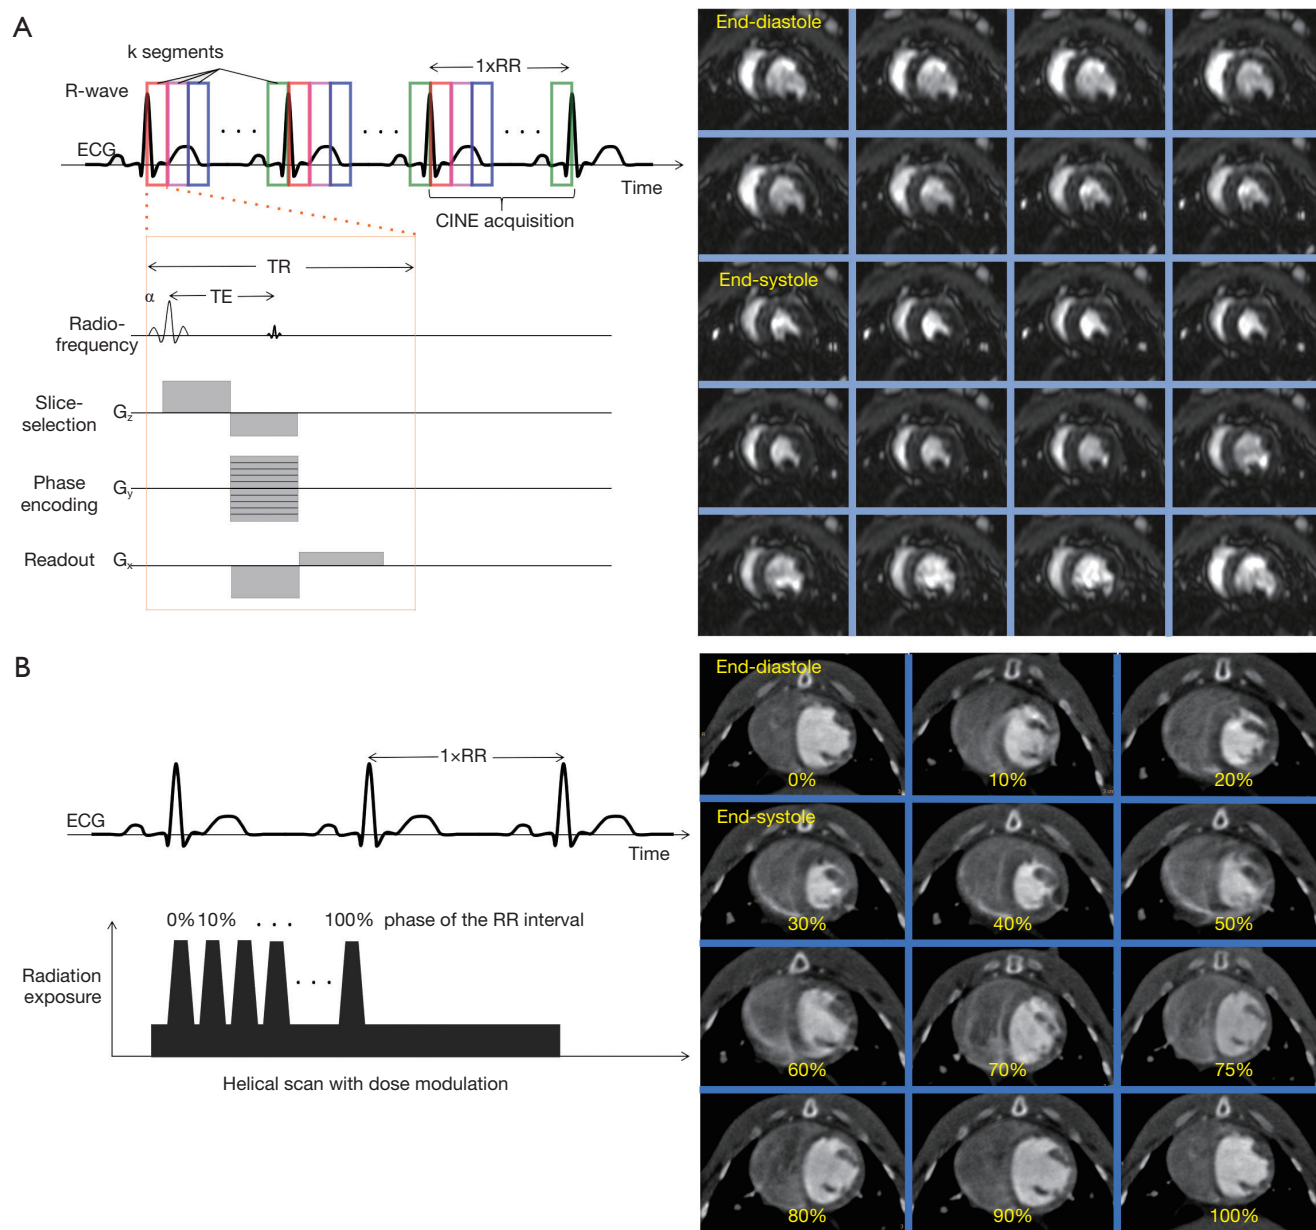 A
k segments
1xRR
R-wave
ECG
Time
CINE acquisition
TR
α
TE
Radio-
frequency
Slice-
selection
Gz
Phase
encoding
Gy
Readout
Gx
End-diastole
End-systole
B
1×RR
ECG
Time
0% 10% . . . 100% phase of the RR interval
Radiation
exposure
. . .
Helical scan with dose modulation
End-diastole
0%
10%
20%
End-systole
30%
40%
50%
60%
70%
75%
80%
90%
100%